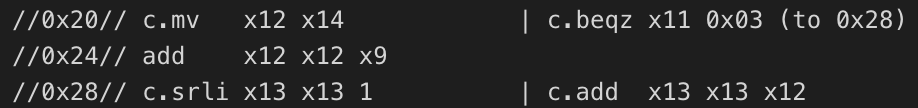 //0x20// c.mv   x12 x14          | c.beqz x11 0x03 (to 0x28)
//0x24// add    x12 x12 x9
//0x28// c.srli x13 x13 1        | c.add  x13 x13 x12